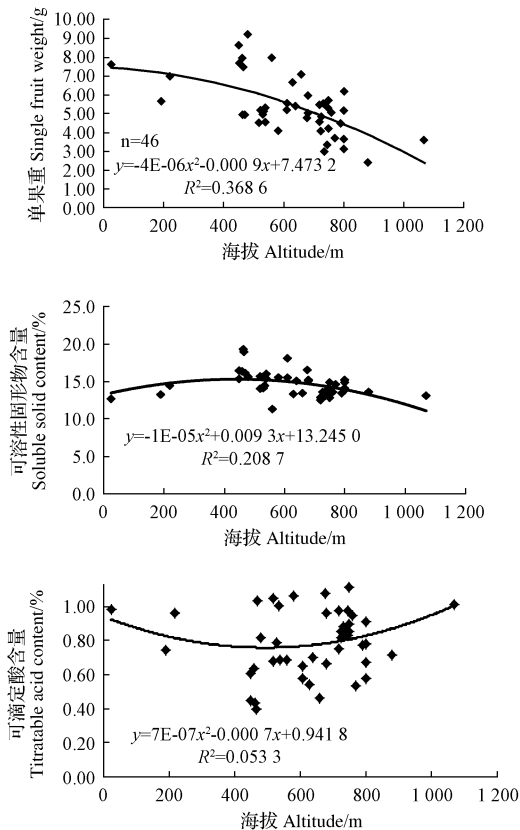 单果重 Single fruit weight/g
10.00
9.00
8.00
7.00
6.00
5.00
4.00
3.00
2.00
1.00
0.00
n=46
y=-4E-06x²-0.000 9x+7.473 2
R²=0.368 6
0 200 400 600 800 1 000 1 200
海拔 Altitude/m
可溶性固形物含量
Soluble solid content/%
25.0
20.0
15.0
10.0
5.0
0.0
y=-1E-05x²+0.009 3x+13.245 0
R²=0.208 7
0 200 400 600 800 1 000 1 200
海拔 Altitude/m
可滴定酸含量
Titratable acid content/%
1.00
0.80
0.60
0.40
0.20
0.00
y=7E-07x²-0.000 7x+0.941 8
R²=0.053 3
0 200 400 600 800 1 000 1 200
海拔 Altitude/m